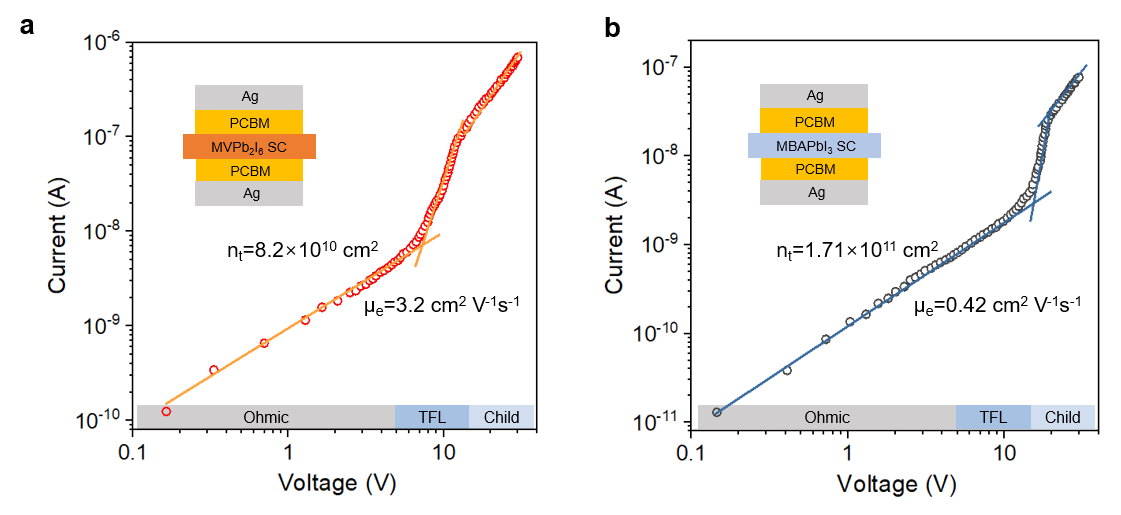 a
Current (A)
10⁻⁶
10⁻⁷
10⁻⁸
10⁻⁹
10⁻¹⁰
Ag
PCBM
MVPb₂I₆ SC
PCBM
Ag
nₜ=8.2×10¹⁰ cm²
μₑ=3.2 cm² V⁻¹s⁻¹
Ohmic TFL Child
0.1 1 10
Voltage (V)
b
Current (A)
10⁻⁷
10⁻⁸
10⁻⁹
10⁻¹⁰
10⁻¹¹
Ag
PCBM
MBAPbI₃ SC
PCBM
Ag
nₜ=1.71×10¹¹ cm²
μₑ=0.42 cm² V⁻¹s⁻¹
Ohmic TFL Child
0.1 1 10
Voltage (V)